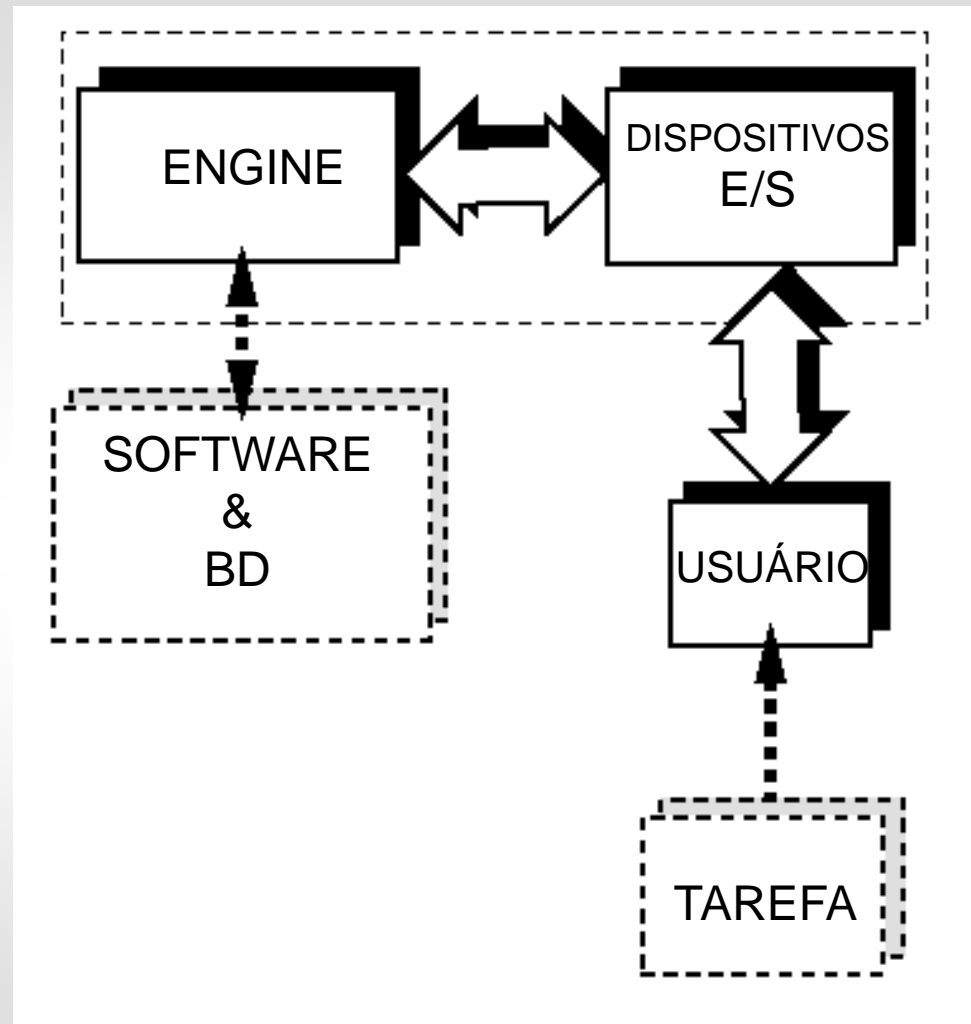 ENGINE
DISPOSITIVOS
E/S
SOFTWARE
&
BD
USUÁRIO
TAREFA